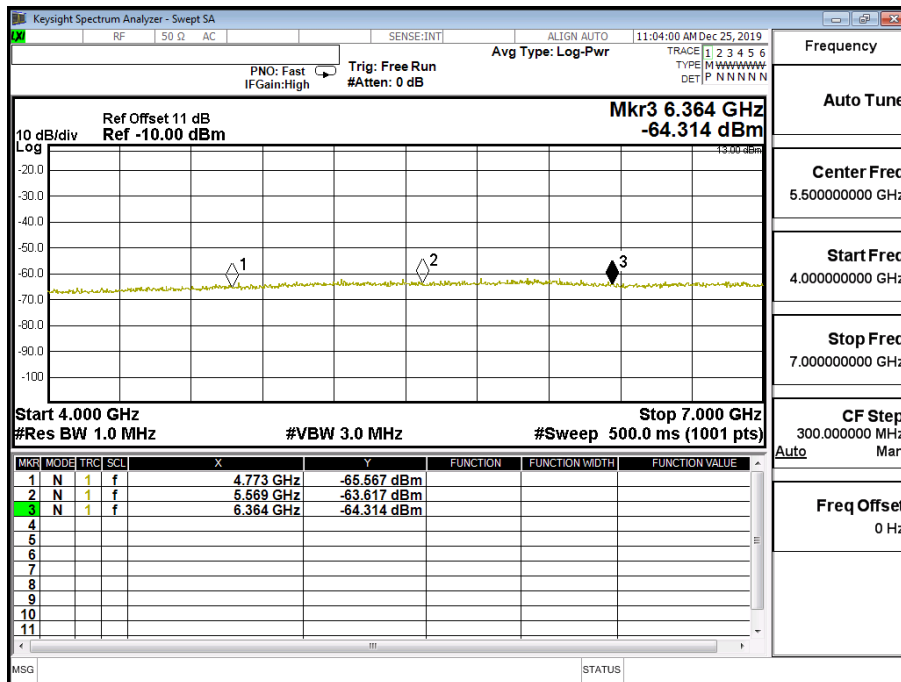 Keysight Spectrum Analyzer - Swept SA
LXI RF 50 Ω AC SENSE:INT ALIGN AUTO 11:04:00 AM Dec 25, 2019
Avg Type: Log-Pwr
TRACE 1 2 3 4 5 6
PNO: Fast Trig: Free Run
TYPE M WWWWW
IFGain:High #Atten: 0 dB
DET P N N N N N
Mkr3 6.364 GHz
-64.314 dBm
Ref Offset 11 dB
10 dB/div Ref -10.00 dBm
Log
-13.00 dBm
-20.0
-30.0
-40.0
-50.0
-60.0
-70.0
-80.0
-90.0
-100
1
2
3
Start 4.000 GHz Stop 7.000 GHz
#Res BW 1.0 MHz #VBW 3.0 MHz #Sweep 500.0 ms (1001 pts)
MKR MODE TRC SCL X Y FUNCTION FUNCTION WIDTH FUNCTION VALUE
1 N 1 f 4.773 GHz -65.567 dBm
2 N 1 f 5.569 GHz -63.617 dBm
3 N 1 f 6.364 GHz -64.314 dBm
4
5
6
7
8
9
10
11
MSG STATUS
Frequency
Auto Tune
Center Freq
5.500000000 GHz
Start Freq
4.000000000 GHz
Stop Freq
7.000000000 GHz
CF Step
300.000000 MHz
Auto Man
Freq Offset
0 Hz